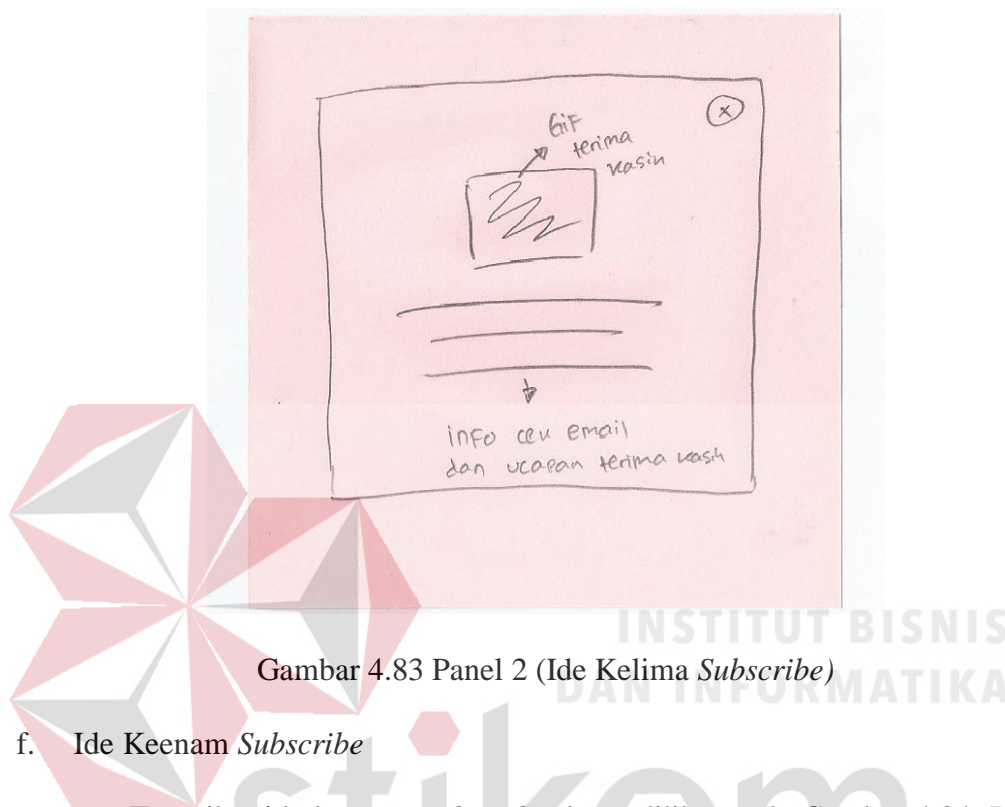 GiF
terima
kasih
info cek email
dan ucapan terima kasih
INSTITUT BISNIS
Gambar 4.83 Panel 2 (Ide Kelima Subscribe)
DAN INFORMATIKA
f. Ide Keenam Subscribe
stikom